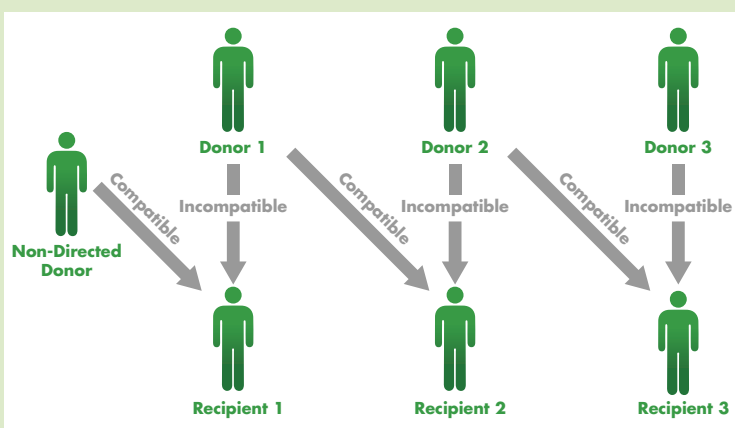 Donor 1
Donor 2
Donor 3
Compatible
Incompatible
Compatible
Incompatible
Compatible
Incompatible
Non-Directed
Donor
Recipient 1
Recipient 2
Recipient 3